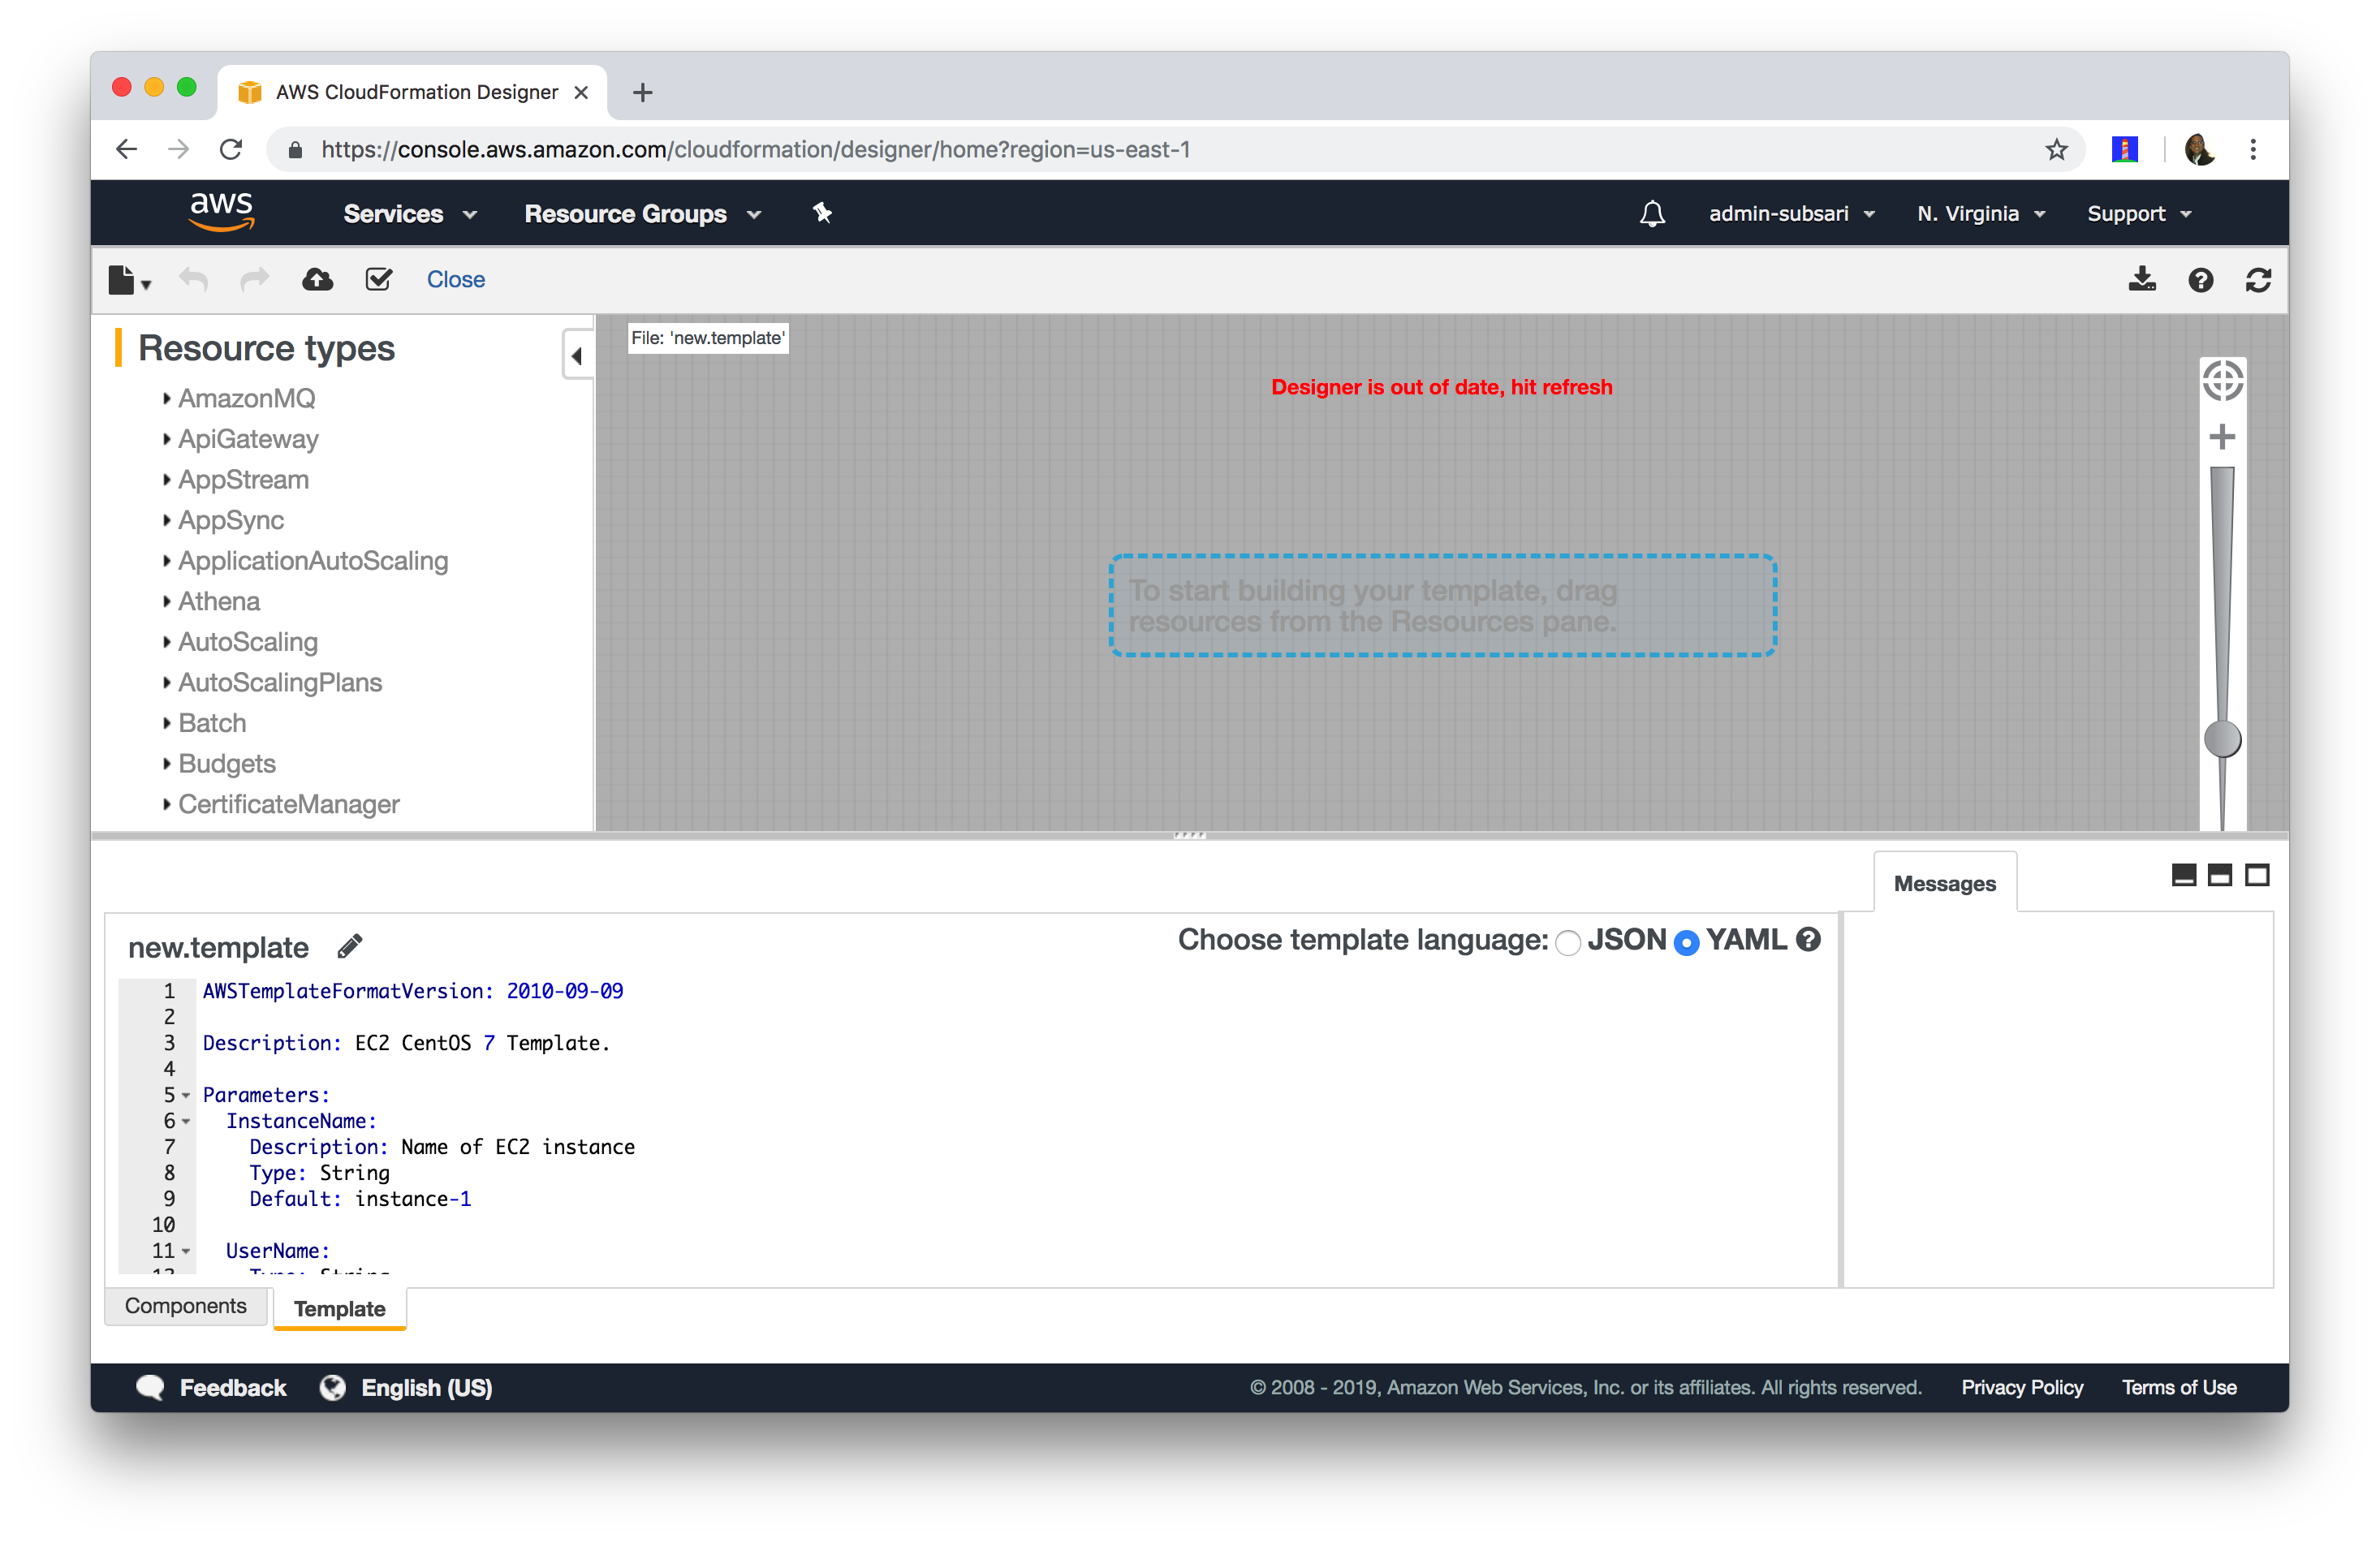 AWS CloudFormation Designer
https://console.aws.amazon.com/cloudformation/designer/home?region=us-east-1
aws Services Resource Groups admin-subsari N. Virginia Support
Close
Resource types
AmazonMQ
ApiGateway
AppStream
AppSync
ApplicationAutoScaling
Athena
AutoScaling
AutoScalingPlans
Batch
Budgets
CertificateManager
File: 'new.template'
Designer is out of date, hit refresh
To start building your template, drag
resources from the Resources pane.
Messages
new.template
Choose template language: JSON YAML
1 AWSTemplateFormatVersion: 2010-09-09
2
3 Description: EC2 CentOS 7 Template.
4
5 Parameters:
6 InstanceName:
7 Description: Name of EC2 instance
8 Type: String
9 Default: instance-1
10
11 UserName:
12 Type: String
Components Template
Feedback English (US) © 2008 - 2019, Amazon Web Services, Inc. or its affiliates. All rights reserved. Privacy Policy Terms of Use